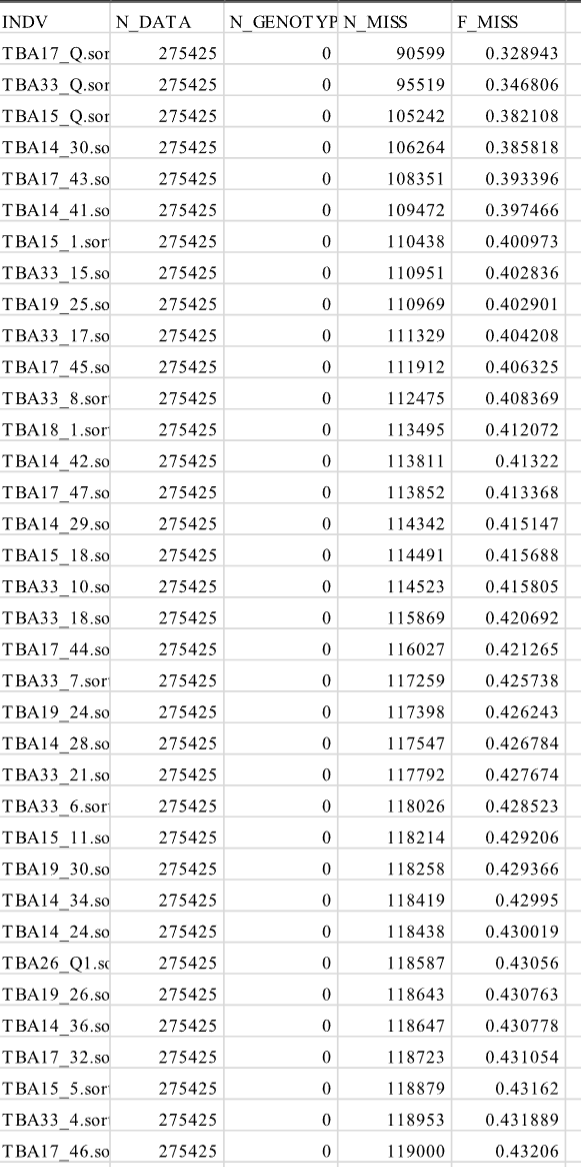 INDV N_DATA N_GENOTYP N_MISS F_MISS
TBA17_Q.sor 275425 0 90599 0.328943
TBA33_Q.sor 275425 0 95519 0.346806
TBA15_Q.sor 275425 0 105242 0.382108
TBA14_30.so 275425 0 106264 0.385818
TBA17_43.so 275425 0 108351 0.393396
TBA14_41.so 275425 0 109472 0.397466
TBA15_1.sor 275425 0 110438 0.400973
TBA33_15.so 275425 0 110951 0.402836
TBA19_25.so 275425 0 110969 0.402901
TBA33_17.so 275425 0 111329 0.404208
TBA17_45.so 275425 0 111912 0.406325
TBA33_8.sor 275425 0 112475 0.408369
TBA18_1.sor 275425 0 113495 0.412072
TBA14_42.so 275425 0 113811 0.41322
TBA17_47.so 275425 0 113852 0.413368
TBA14_29.so 275425 0 114342 0.415147
TBA15_18.so 275425 0 114491 0.415688
TBA33_10.so 275425 0 114523 0.415805
TBA33_18.so 275425 0 115869 0.420692
TBA17_44.so 275425 0 116027 0.421265
TBA33_7.sor 275425 0 117259 0.425738
TBA19_24.so 275425 0 117398 0.426243
TBA14_28.so 275425 0 117547 0.426784
TBA33_21.so 275425 0 117792 0.427674
TBA33_6.sor 275425 0 118026 0.428523
TBA15_11.so 275425 0 118214 0.429206
TBA19_30.so 275425 0 118258 0.429366
TBA14_34.so 275425 0 118419 0.42995
TBA14_24.so 275425 0 118438 0.430019
TBA26_Q1.so 275425 0 118587 0.43056
TBA19_26.so 275425 0 118643 0.430763
TBA14_36.so 275425 0 118647 0.430778
TBA17_32.so 275425 0 118723 0.431054
TBA15_5.sor 275425 0 118879 0.43162
TBA33_4.sor 275425 0 118953 0.431889
TBA17_46.so 275425 0 119000 0.43206